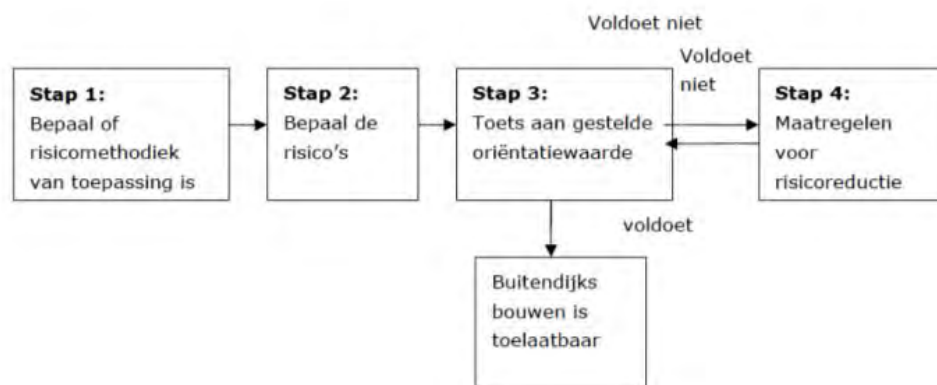 Voldoet niet
Voldoet
niet
Stap 1:
Bepaal of
risicomethodiek
van toepassing is
Stap 2:
Bepaal de
risico's
Stap 3:
Toets aan gestelde
oriëntatiewaarde
Stap 4:
Maatregelen
voor
risicoreductie
voldoet
Buitendijks
bouwen is
toelaatbaar